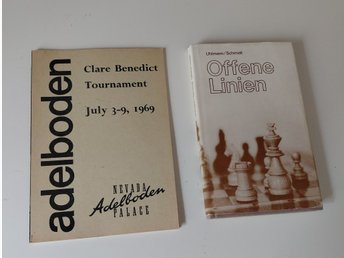 adelboden
Clare Benedict
Tournament
July 3-9, 1969
NEVADA
Adelboden
PALACE
Uhlmann/Schmidt
Offene
Linien